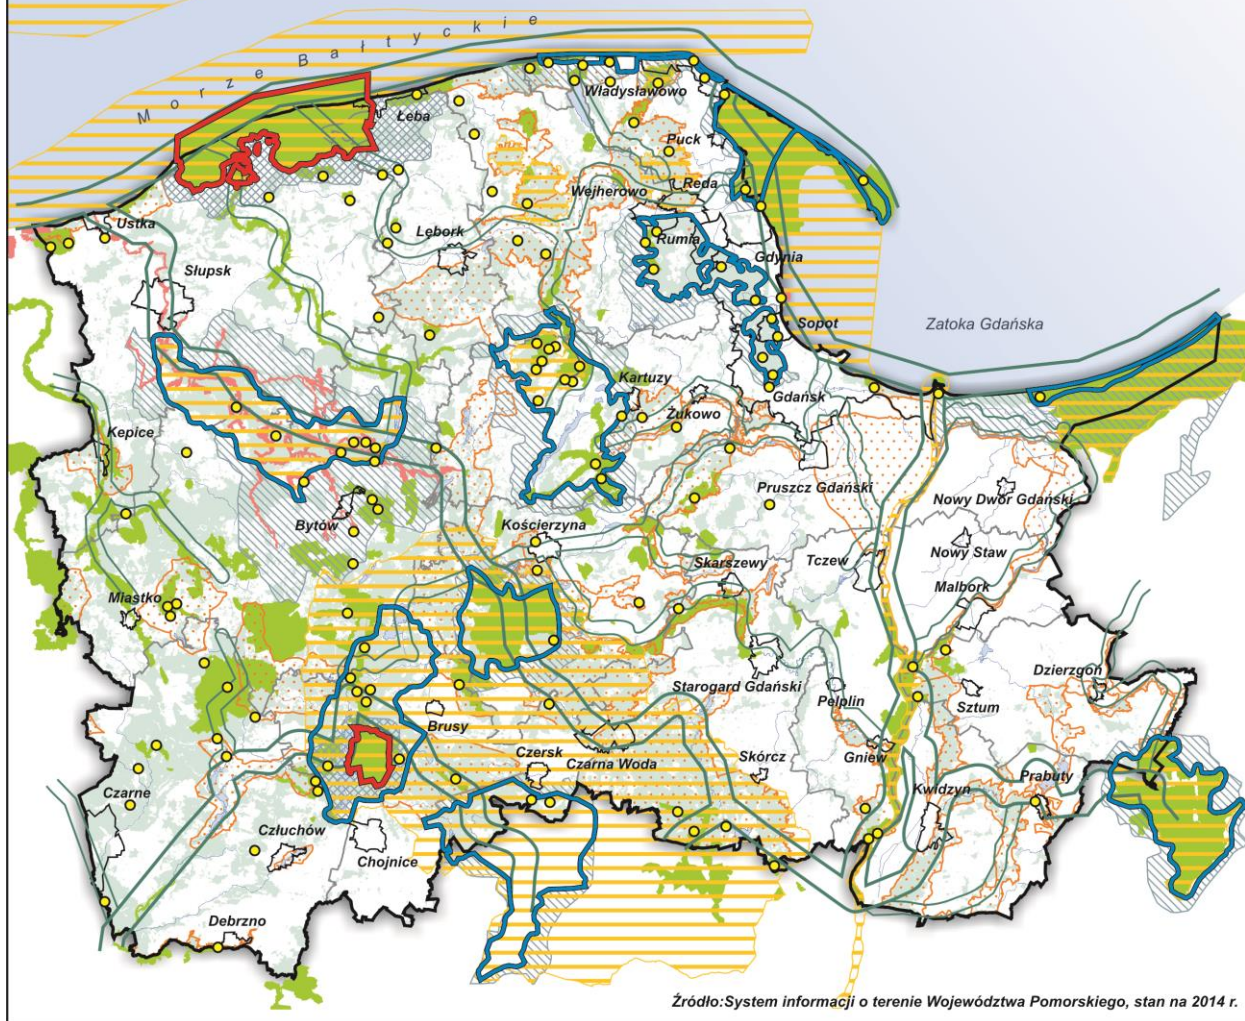 Morze Bałtyckie
Władysławowo
Łeba
Puck
Reda
Wejherowo
Ustka
Lębork
Rumia
Gdynia
Słupsk
Sopot
Zatoka Gdańska
Kartuzy
Żukowo
Gdańsk
Kępice
Pruszcz Gdański
Nowy Dwór Gdański
Bytów
Kościerzyna
Nowy Staw
Skarszewy
Tczew
Malbork
Miastko
Dzierzgoń
Starogard Gdański
Pelplin
Sztum
Brusy
Czersk
Czarna Woda
Skórcz
Gniew
Prabuty
Czarne
Kwidzyn
Człuchów
Chojnice
Debrzno
Źródło:System informacji o terenie Województwa Pomorskiego, stan na 2014 r.